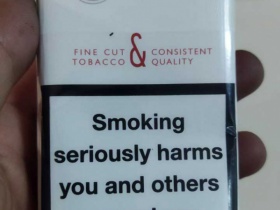 FINE CUT & CONSISTENT
TOBACCO QUALITY
Smoking
seriously harms
you and others